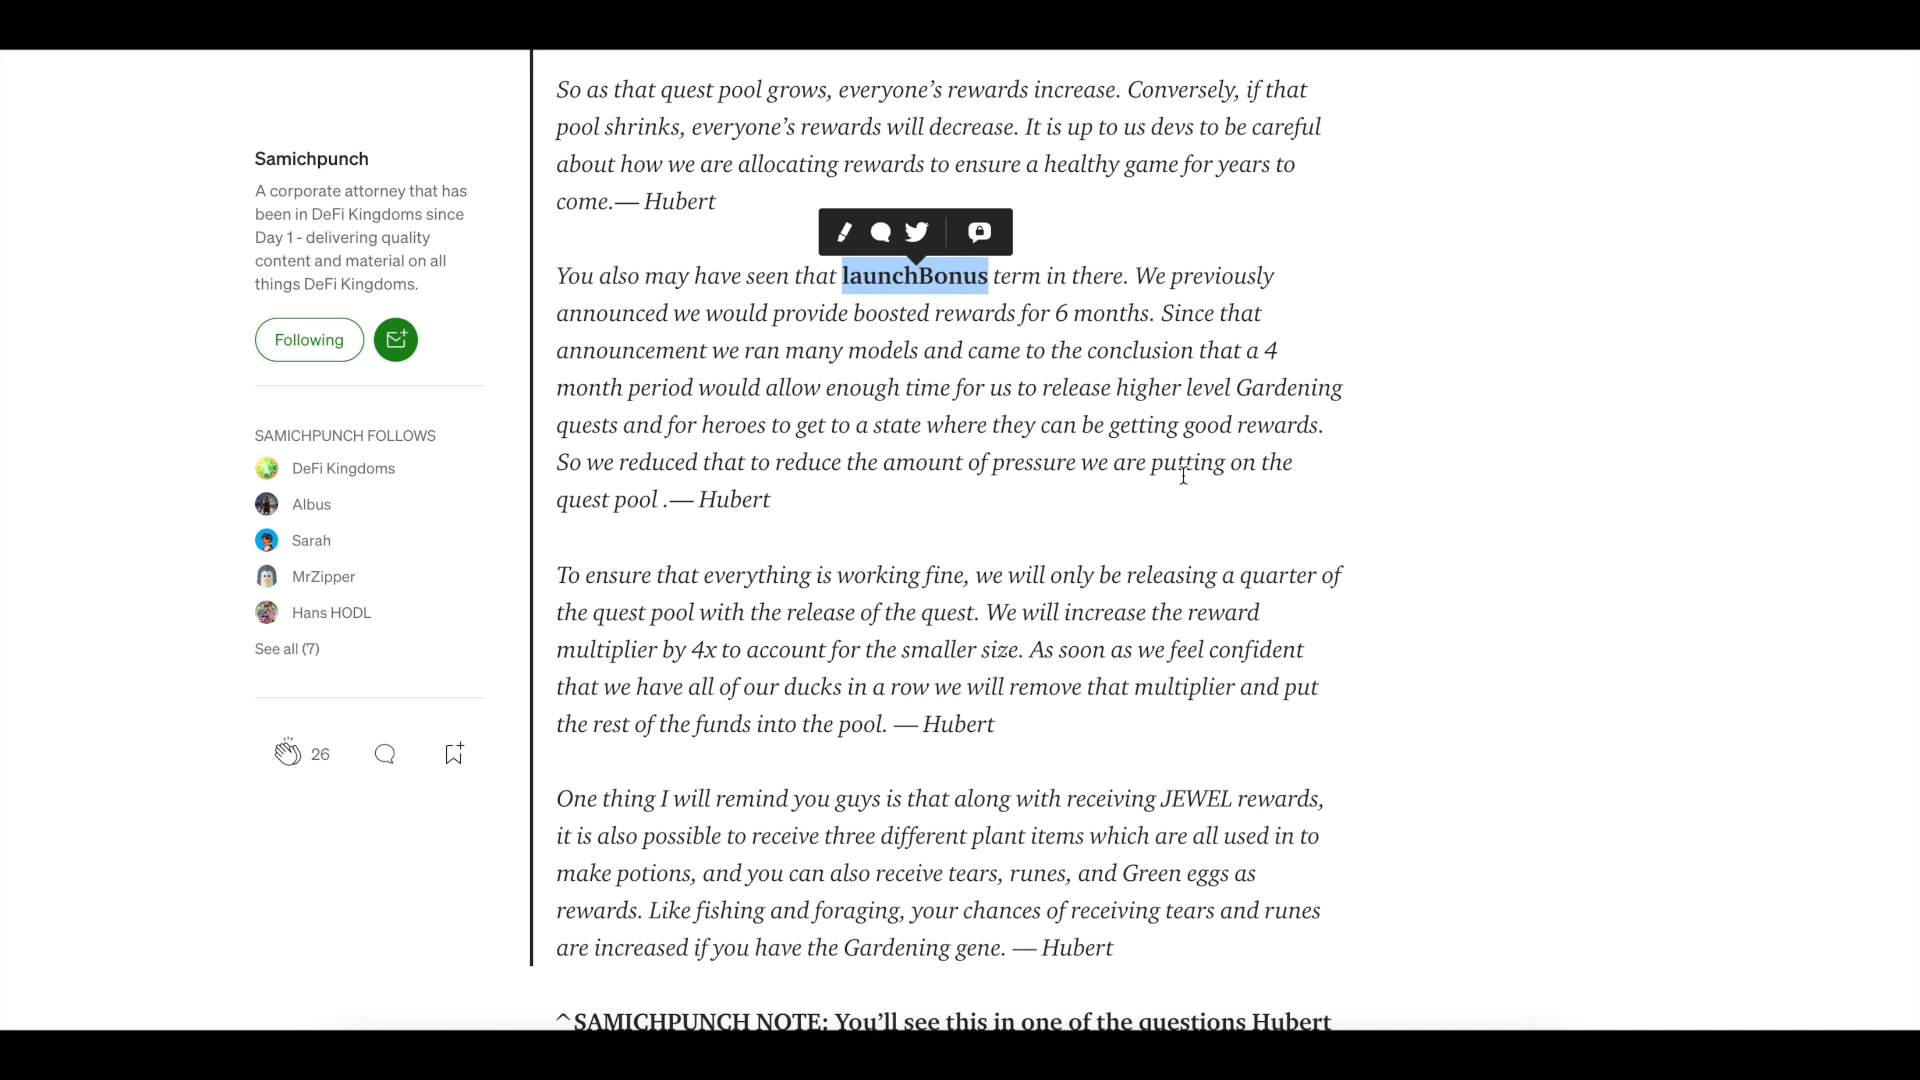 Samichpunch
A corporate attorney that has
been in DeFi Kingdoms since
Day 1 - delivering quality
content and material on all
things DeFi Kingdoms.
Following
SAMICHPUNCH FOLLOWS
DeFi Kingdoms
Albus
Sarah
MrZipper
Hans HODL
See all (7)
26
So as that quest pool grows, everyone’s rewards increase. Conversely, if that
pool shrinks, everyone’s rewards will decrease. It is up to us devs to be careful
about how we are allocating rewards to ensure a healthy game for years to
come.— Hubert
You also may have seen that launchBonus term in there. We previously
announced we would provide boosted rewards for 6 months. Since that
announcement we ran many models and came to the conclusion that a 4
month period would allow enough time for us to release higher level Gardening
quests and for heroes to get to a state where they can be getting good rewards.
So we reduced that to reduce the amount of pressure we are putting on the
quest pool .— Hubert
To ensure that everything is working fine, we will only be releasing a quarter of
the quest pool with the release of the quest. We will increase the reward
multiplier by 4x to account for the smaller size. As soon as we feel confident
that we have all of our ducks in a row we will remove that multiplier and put
the rest of the funds into the pool. — Hubert
One thing I will remind you guys is that along with receiving JEWEL rewards,
it is also possible to receive three different plant items which are all used in to
make potions, and you can also receive tears, runes, and Green eggs as
rewards. Like fishing and foraging, your chances of receiving tears and runes
are increased if you have the Gardening gene. — Hubert
^SAMICHPUNCH NOTE: You’ll see this in one of the questions Hubert